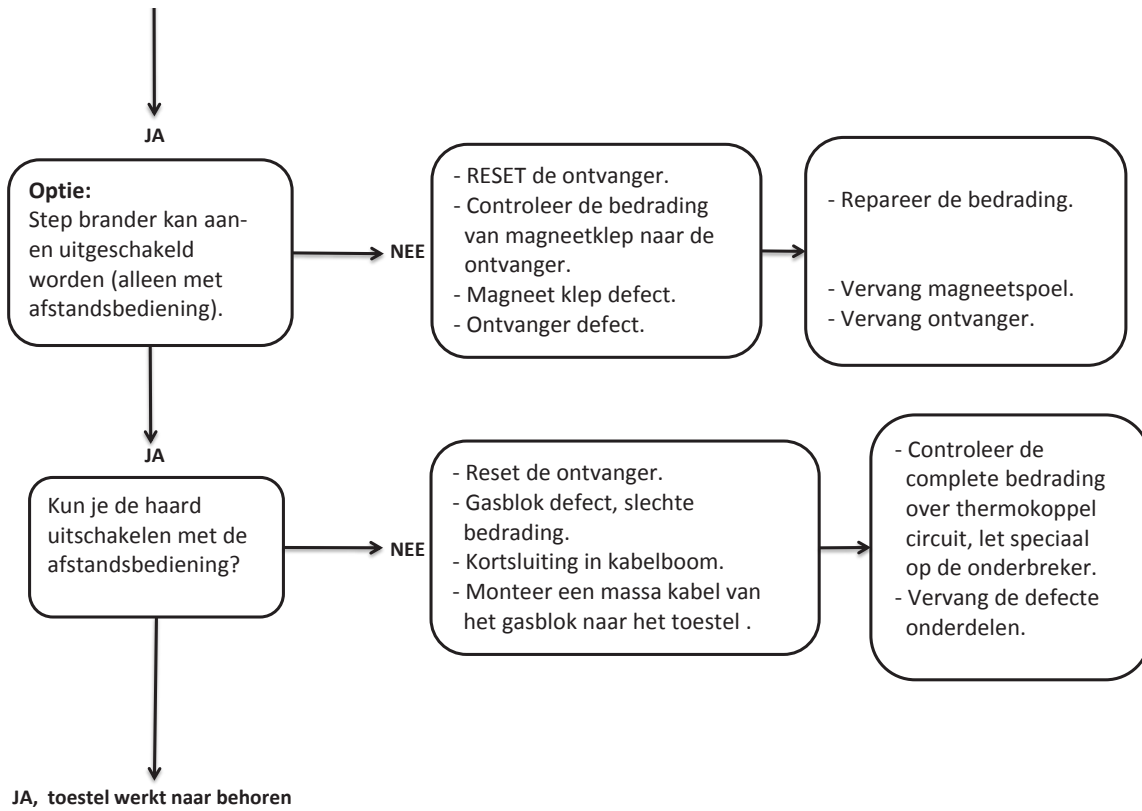 JA
Optie:
Step brander kan aan-
en uitgeschakeld
worden (alleen met
afstandsbediening).
NEE
- RESET de ontvanger.
- Controleer de bedrading
van magneetklep naar de
ontvanger.
- Magneet klep defect.
- Ontvanger defect.
- Repareer de bedrading.
- Vervang magneetspoel.
- Vervang ontvanger.
JA
Kun je de haard
uitschakelen met de
afstandsbediening?
NEE
- Reset de ontvanger.
- Gasblok defect, slechte
bedrading.
- Kortsluiting in kabelboom.
- Monteer een massa kabel van
het gasblok naar het toestel .
- Controleer de
complete bedrading
over thermokoppel
circuit, let speciaal
op de onderbreker.
- Vervang de defecte
onderdelen.
JA, toestel werkt naar behoren